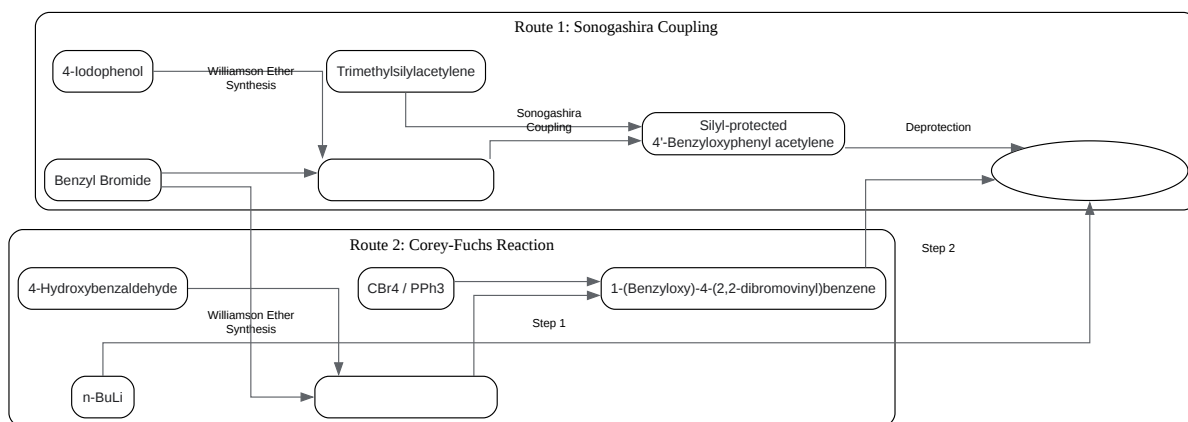 Route 1: Sonogashira Coupling
4-Iodophenol
Williamson Ether
Synthesis
Trimethylsilylacetylene
Sonogashira
Coupling
Silyl-protected
4'-Benzyloxyphenyl acetylene
Deprotection
Benzyl Bromide
Route 2: Corey-Fuchs Reaction
Step 2
4-Hydroxybenzaldehyde
CBr4 / PPh3
1-(Benzyloxy)-4-(2,2-dibromovinyl)benzene
Williamson Ether
Synthesis
Step 1
n-BuLi